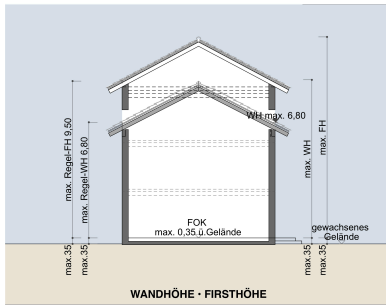 max. Regel-FH 9,50
max. Regel-WH 6,80
WH max. 6,80
max. WH
max. FH
FOK
max. 0,35 ü.Gelände
gewachsenes
Gelände
max.35
max.35
max.35
max.35
WANDHÖHE · FIRSTHÖHE